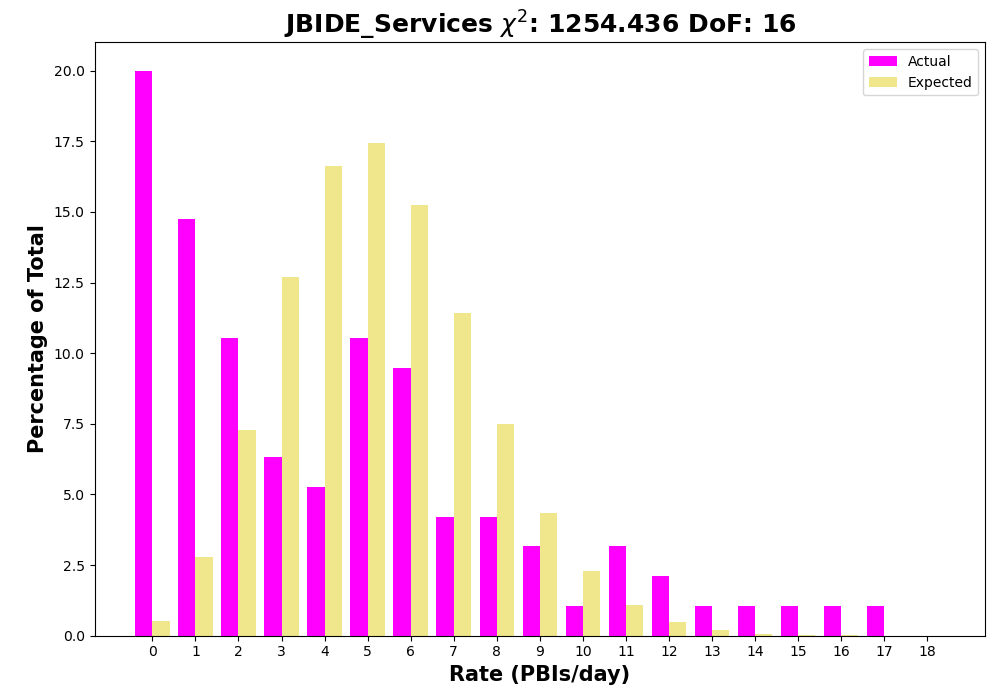 JBIDE_Services χ²: 1254.436 DoF: 16
Actual
Expected
Percentage of Total
20.0
17.5
15.0
12.5
10.0
7.5
5.0
2.5
0.0
0 1 2 3 4 5 6 7 8 9 10 11 12 13 14 15 16 17 18
Rate (PBIs/day)